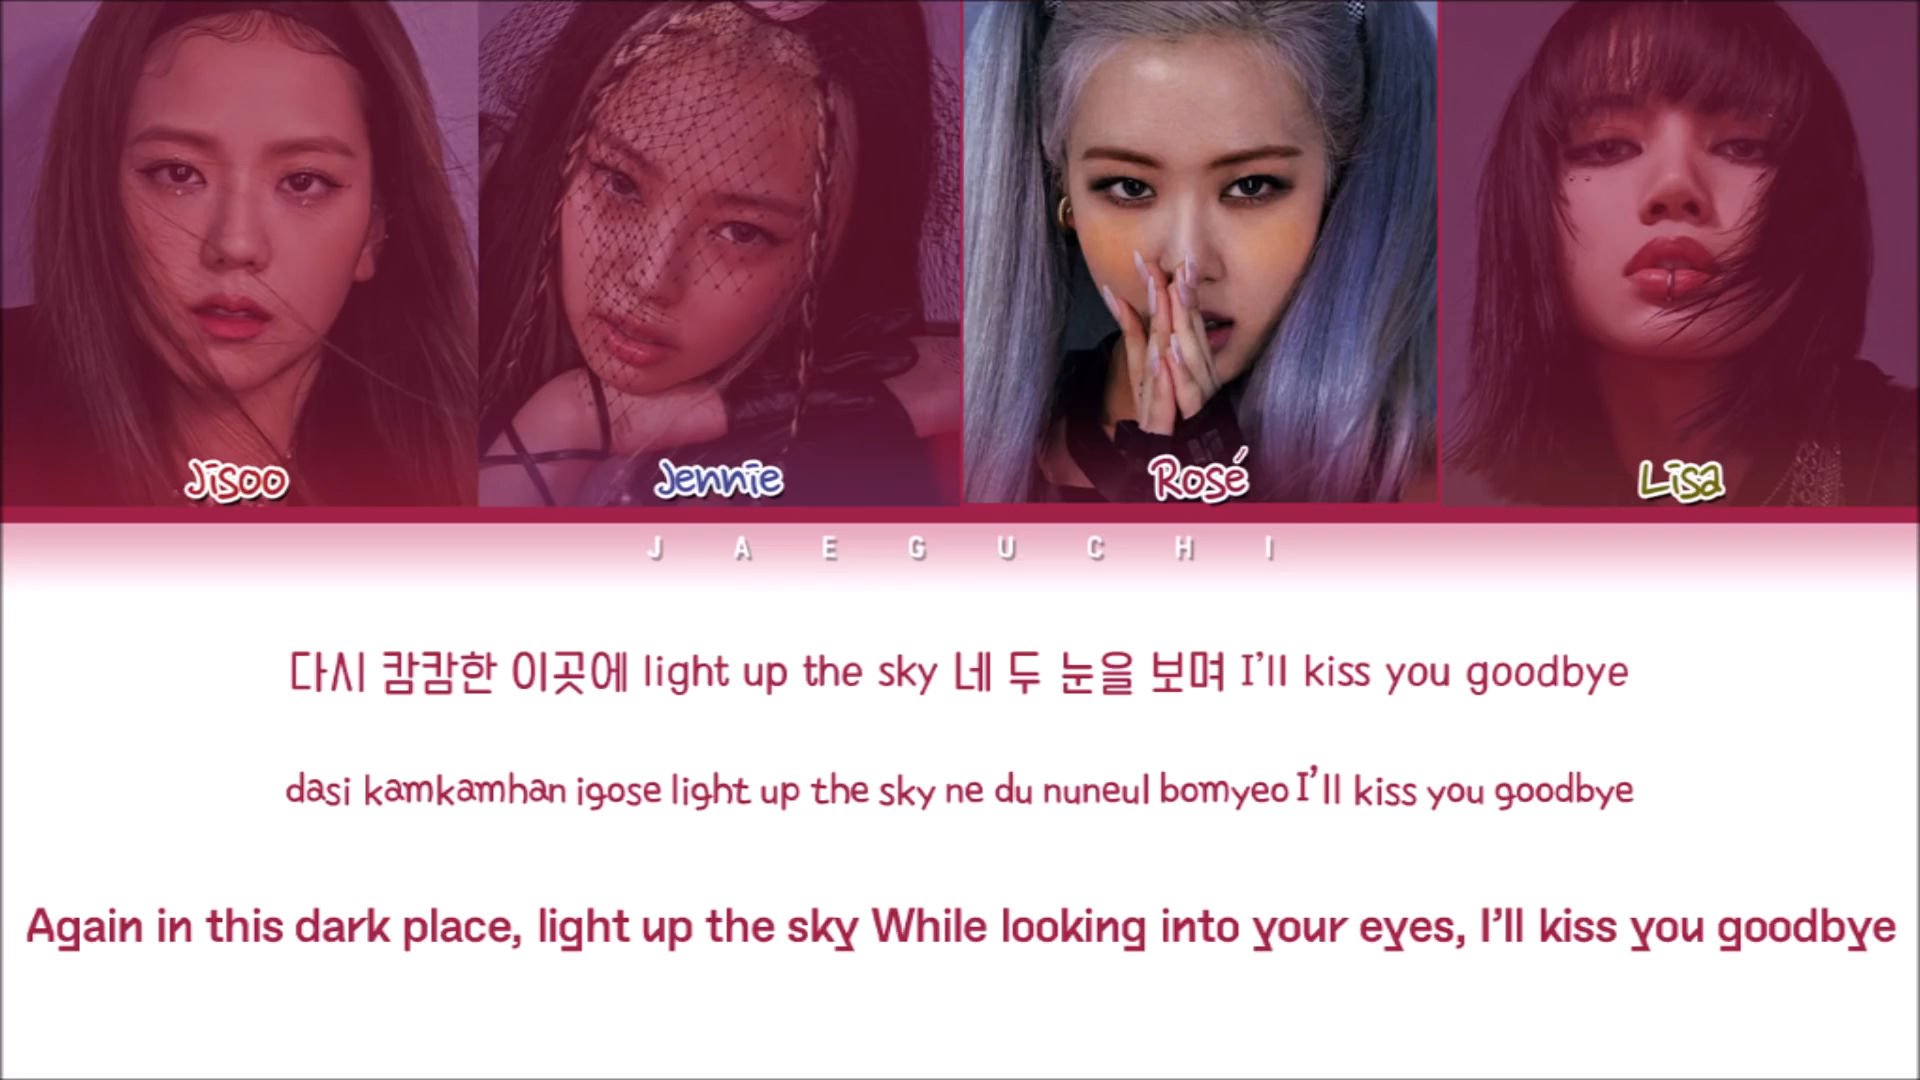 Jisoo Jennie Rosé Lisa
JAEGUCHI
다시 캄캄한 이곳에 light up the sky 네 두 눈을 보며 I'll kiss you goodbye
dasi kamkamhan igose light up the sky ne du nuneul bomyeo I'll kiss you goodbye
Again in this dark place, light up the sky While looking into your eyes, I'll kiss you goodbye